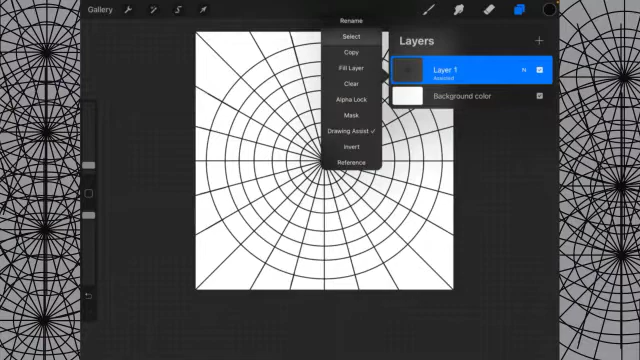 Gallery
Rename
Select
Copy
Fill Layer
Clear
Alpha Lock
Mask
Drawing Assist ✓
Invert
Reference
Layers
Layer 1
N
Assisted
Background color